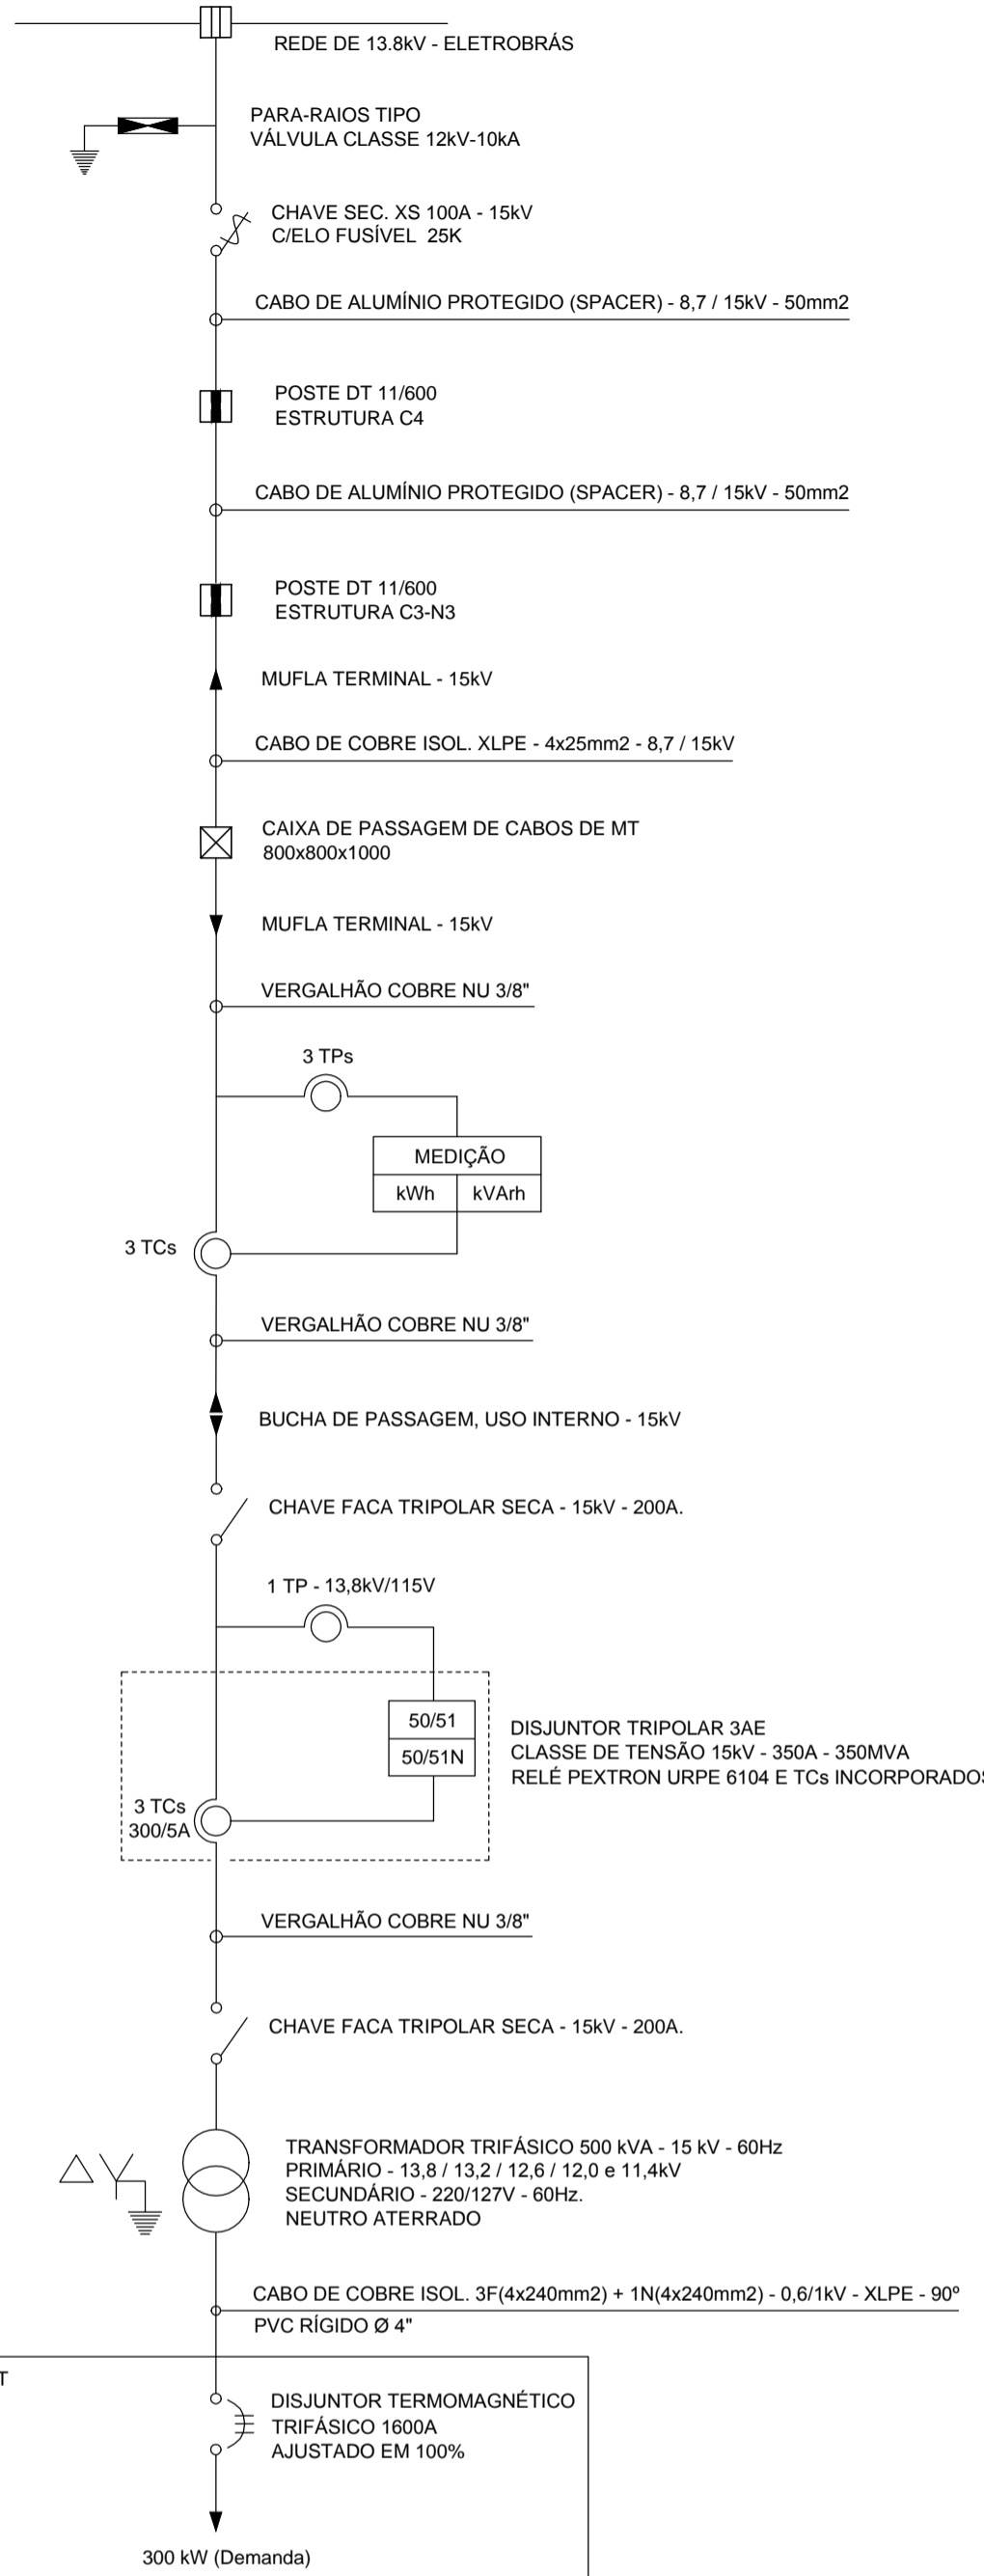 REDE DE 13.8kV - ELETROBRÁS
PARA-RAIOS TIPO
VÁLVULA CLASSE 12kV-10kA
CHAVE SEC. XS 100A - 15kV
C/ELO FUSÍVEL  25K
CABO DE ALUMÍNIO PROTEGIDO (SPACER) - 8,7 / 15kV - 50mm2
POSTE DT 11/600
ESTRUTURA C4
CABO DE ALUMÍNIO PROTEGIDO (SPACER) - 8,7 / 15kV - 50mm2
POSTE DT 11/600
ESTRUTURA C3-N3
MUFLA TERMINAL - 15kV
CABO DE COBRE ISOL. XLPE - 4x25mm2 - 8,7 / 15kV
CAIXA DE PASSAGEM DE CABOS DE MT
800x800x1000
MUFLA TERMINAL - 15kV
VERGALHÃO COBRE NU 3/8"
3 TPs
MEDIÇÃO
kWh kVArh
3 TCs
VERGALHÃO COBRE NU 3/8"
BUCHA DE PASSAGEM, USO INTERNO - 15kV
CHAVE FACA TRIPOLAR SECA - 15kV - 200A.
1 TP - 13,8kV/115V
50/51
50/51N
DISJUNTOR TRIPOLAR 3AE
CLASSE DE TENSÃO 15kV - 350A - 350MVA
RELÉ PEXTRON URPE 6104 E TCs INCORPORADOS
3 TCs
300/5A
VERGALHÃO COBRE NU 3/8"
CHAVE FACA TRIPOLAR SECA - 15kV - 200A.
TRANSFORMADOR TRIFÁSICO 500 kVA - 15 kV - 60Hz
PRIMÁRIO - 13,8 / 13,2 / 12,6 / 12,0 e 11,4kV
SECUNDÁRIO - 220/127V - 60Hz.
NEUTRO ATERRADO
CABO DE COBRE ISOL. 3F(4x240mm2) + 1N(4x240mm2) - 0,6/1kV - XLPE - 90º
PVC RÍGIDO Ø 4"
T
DISJUNTOR TERMOMAGNÉTICO
TRIFÁSICO 1600A
AJUSTADO EM 100%
300 kW (Demanda)